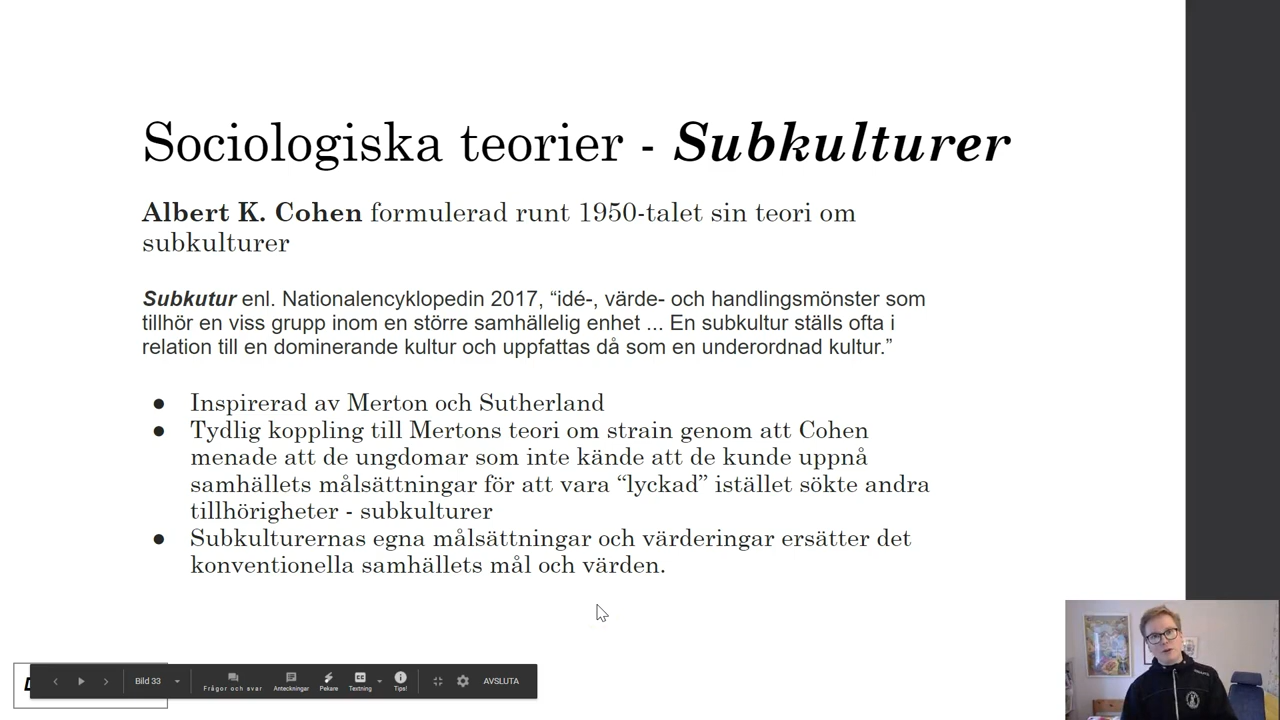 Sociologiska teorier - Subkulturer
Albert K. Cohen formulerad runt 1950-talet sin teori om
subkulturer
Subkutur enl. Nationalencyklopedin 2017, “idé-, värde- och handlingsmönster som
tillhör en viss grupp inom en större samhällelig enhet ... En subkultur ställs ofta i
relation till en dominerande kultur och uppfattas då som en underordnad kultur.”
● Inspirerad av Merton och Sutherland
● Tydlig koppling till Mertons teori om strain genom att Cohen
menade att de ungdomar som inte kände att de kunde uppnå
samhällets målsättningar för att vara “lyckad” istället sökte andra
tillhörigheter - subkulturer
● Subkulturernas egna målsättningar och värderingar ersätter det
konventionella samhällets mål och värden.
Bild 33
Frågor och svar
Anteckningar
Pekare
Textning
Tips!
AVSLUTA